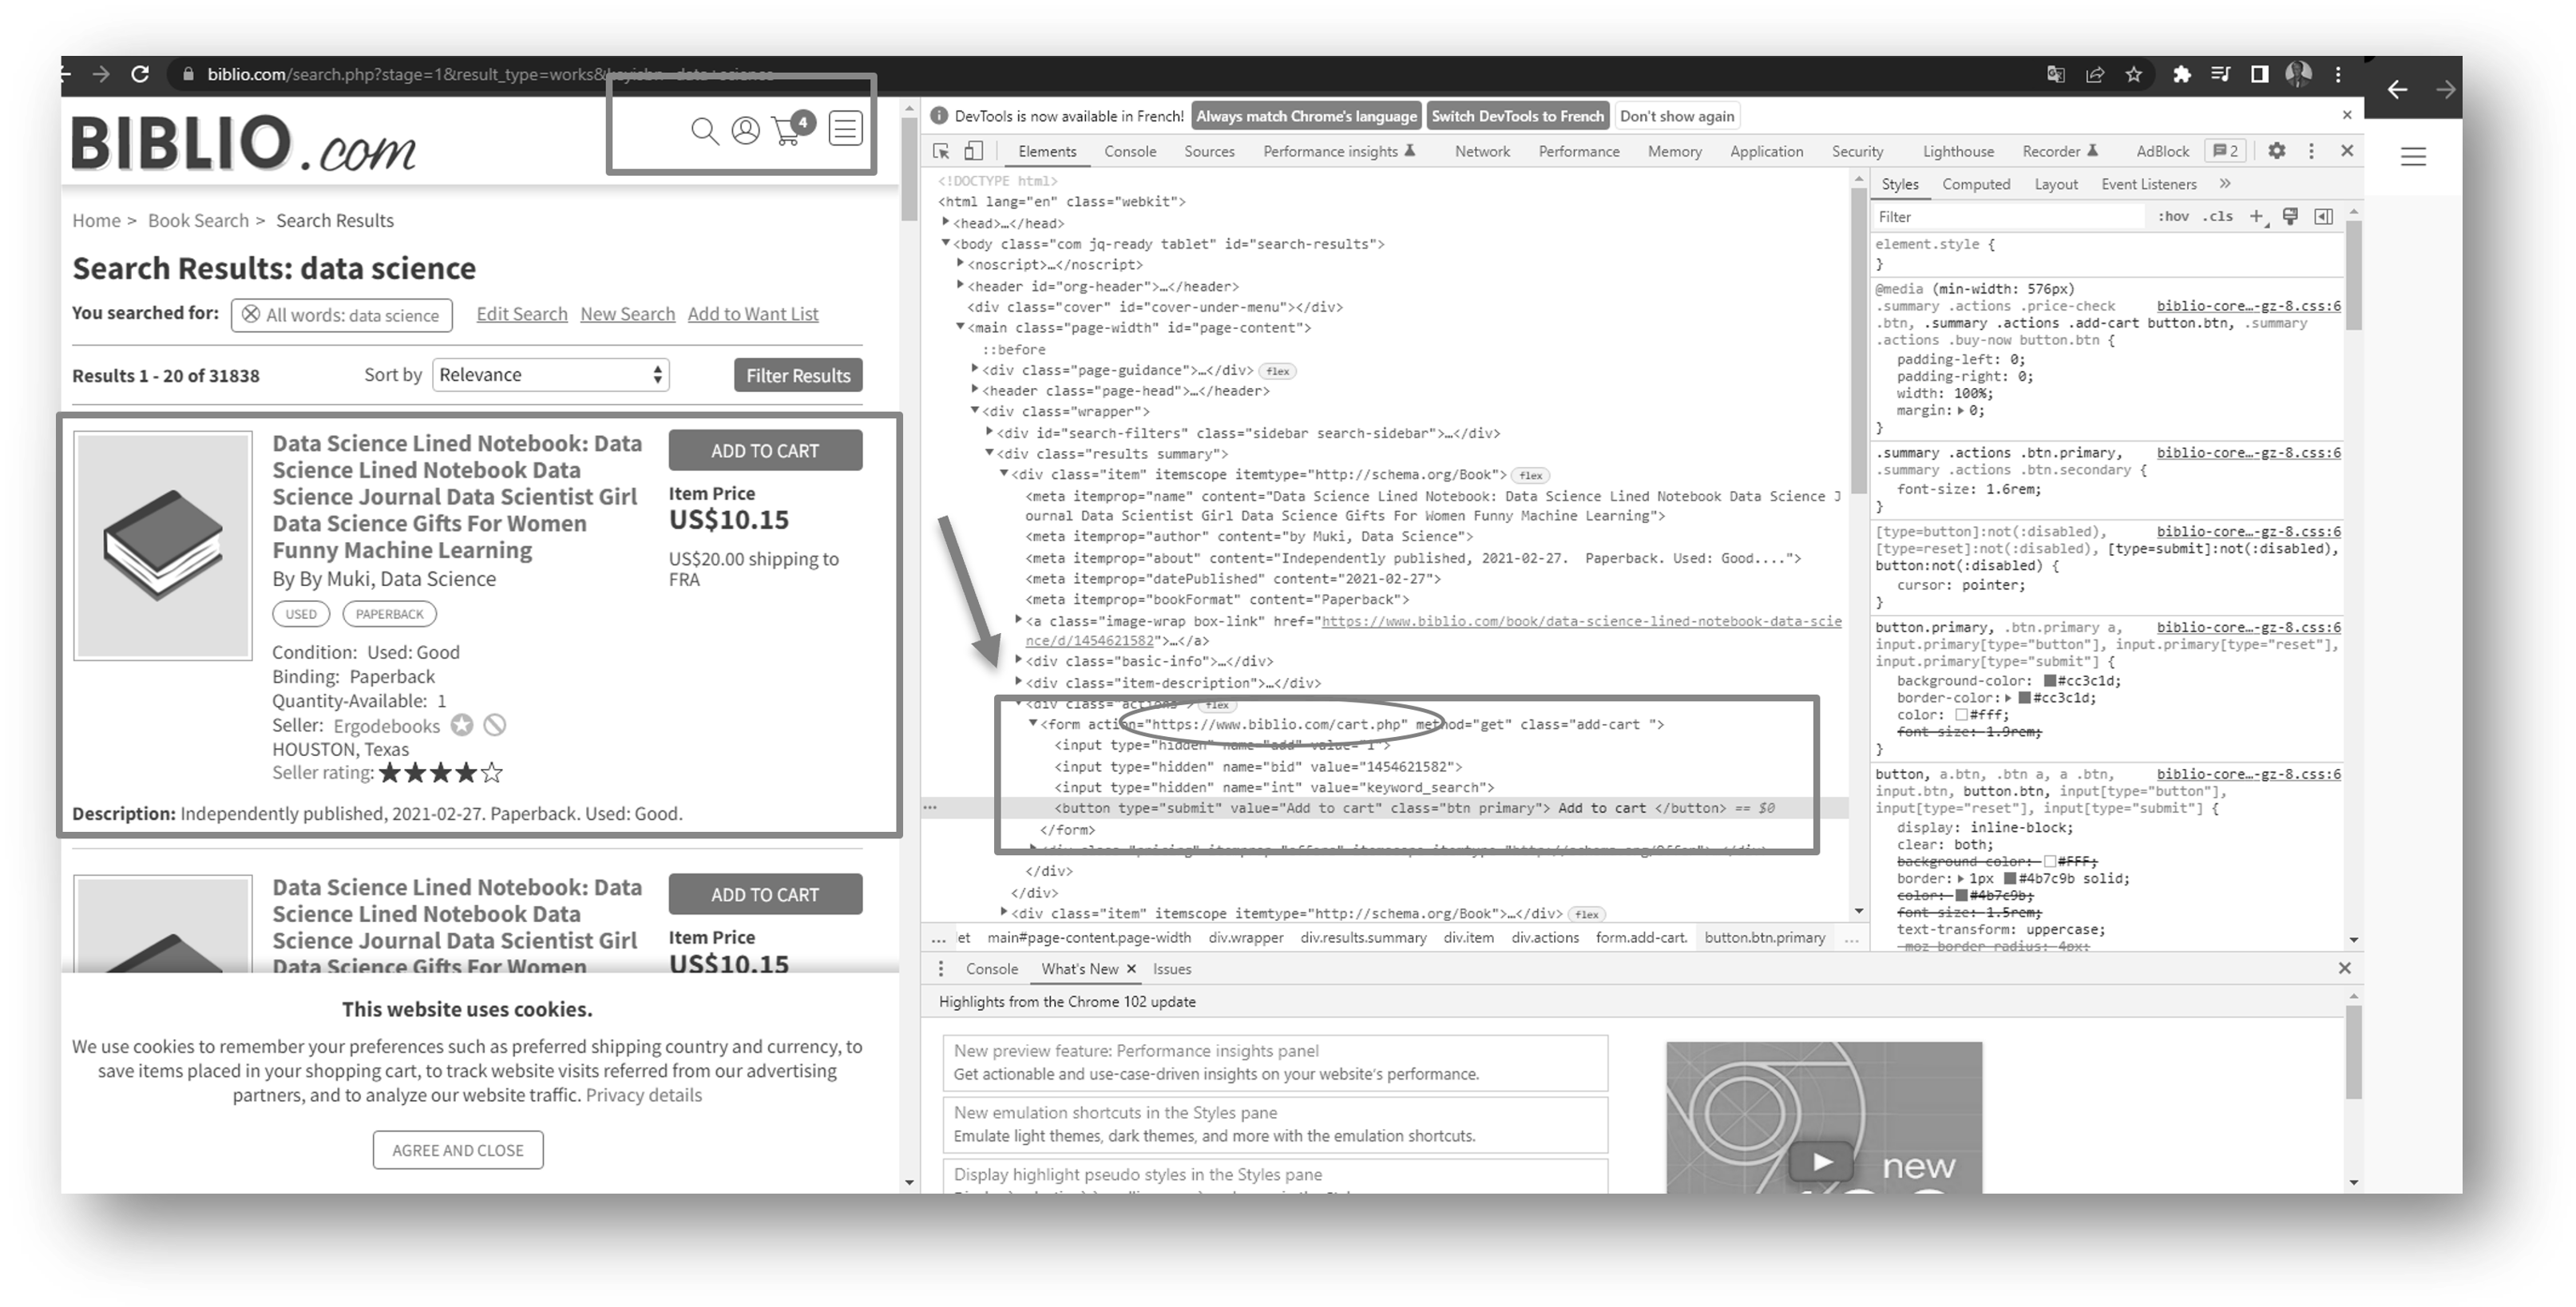 biblio.com/search.php?stage=1&result_type=works&keyisbn=data+science
BIBLIO.com
4
Home > Book Search > Search Results
Search Results: data science
You searched for: All words: data science Edit Search New Search Add to Want List
Results 1 - 20 of 31838 Sort by Relevance Filter Results
Data Science Lined Notebook: Data
Science Lined Notebook Data
Science Journal Data Scientist Girl
Data Science Gifts For Women
Funny Machine Learning
By By Muki, Data Science
USED PAPERBACK
ADD TO CART
Item Price
US$10.15
US$20.00 shipping to
FRA
Condition: Used: Good
Binding: Paperback
Quantity-Available: 1
Seller: Ergodebooks
HOUSTON, Texas
Seller rating:
Description: Independently published, 2021-02-27. Paperback. Used: Good.
Data Science Lined Notebook: Data
Science Lined Notebook Data
Science Journal Data Scientist Girl
Data Science Gifts For Women
ADD TO CART
Item Price
US$10.15
This website uses cookies.
We use cookies to remember your preferences such as preferred shipping country and currency, to
save items placed in your shopping cart, to track website visits referred from our advertising
partners, and to analyze our website traffic. Privacy details
AGREE AND CLOSE
DevTools is now available in French! Always match Chrome's language Switch DevTools to French Don't show again
Elements Console Sources Performance insights Network Performance Memory Application Security Lighthouse Recorder AdBlock 2
<!DOCTYPE html>
<html lang="en" class="webkit">
<head>…</head>
<body class="com jq-ready tablet" id="search-results">
<noscript>…</noscript>
<header id="org-header">…</header>
<div class="cover" id="cover-under-menu"></div>
<main class="page-width" id="page-content">
::before
<div class="page-guidance">…</div> flex
<header class="page-head">…</header>
<div class="wrapper">
<div id="search-filters" class="sidebar search-sidebar">…</div>
<div class="results summary">
<div class="item" itemscope itemtype="http://schema.org/Book"> flex
<meta itemprop="name" content="Data Science Lined Notebook: Data Science Lined Notebook Data Science J
ournal Data Scientist Girl Data Science Gifts For Women Funny Machine Learning">
<meta itemprop="author" content="by Muki, Data Science">
<meta itemprop="about" content="Independently published, 2021-02-27.  Paperback. Used: Good....">
<meta itemprop="datePublished" content="2021-02-27">
<meta itemprop="bookFormat" content="Paperback">
<a class="image-wrap box-link" href="https://www.biblio.com/book/data-science-lined-notebook-data-scie
nce/d/1454621582">…</a>
<div class="basic-info">…</div>
<div class="item-description">…</div>
<div class="actions"> flex
<form action="https://www.biblio.com/cart.php" method="get" class="add-cart ">
<input type="hidden" name="add" value="1">
<input type="hidden" name="bid" value="1454621582">
<input type="hidden" name="int" value="keyword_search">
... <button type="submit" value="Add to cart" class="btn primary"> Add to cart </button> == $0
</form>
<div class="pricing" itemprop="offers" itemscope itemtype="http://schema.org/Offer">…</div>
</div>
</div>
<div class="item" itemscope itemtype="http://schema.org/Book">…</div> flex
... let main#page-content.page-width div.wrapper div.results.summary div.item div.actions form.add-cart. button.btn.primary ...
Styles Computed Layout Event Listeners »
Filter :hov .cls +
element.style {
}
@media (min-width: 576px)
.summary .actions .price-check biblio-core…-gz-8.css:6
.btn, .summary .actions .add-cart button.btn, .summary
.actions .buy-now button.btn {
padding-left: 0;
padding-right: 0;
width: 100%;
margin: 0;
}
.summary .actions .btn.primary, biblio-core…-gz-8.css:6
.summary .actions .btn.secondary {
font-size: 1.6rem;
}
[type=button]:not(:disabled), biblio-core…-gz-8.css:6
[type=reset]:not(:disabled), [type=submit]:not(:disabled),
button:not(:disabled) {
cursor: pointer;
}
button.primary, .btn.primary a, biblio-core…-gz-8.css:6
input.primary[type="button"], input.primary[type="reset"],
input.primary[type="submit"] {
background-color: #cc3c1d;
border-color: #cc3c1d;
color: #fff;
font-size: 1.9rem;
}
button, a.btn, .btn a, a .btn, biblio-core…-gz-8.css:6
input.btn, button.btn, input[type="button"],
input[type="reset"], input[type="submit"] {
display: inline-block;
clear: both;
background-color: #FFF;
border: 1px #4b7c9b solid;
color: #4b7c9b;
font-size: 1.5rem;
text-transform: uppercase;
-moz-border-radius: 4px;
Console What's New Issues
Highlights from the Chrome 102 update
New preview feature: Performance insights panel
Get actionable and use-case-driven insights on your website's performance.
New emulation shortcuts in the Styles pane
Emulate light themes, dark themes, and more with the emulation shortcuts.
Display highlight pseudo styles in the Styles pane
new